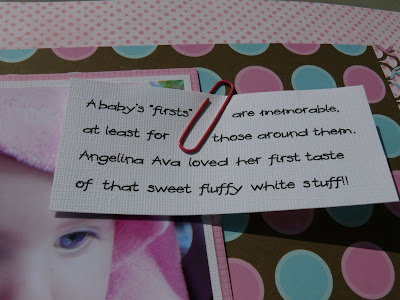 A baby's "firsts" are memorable,
at least for those around them.
Angelina Ava loved her first taste
of that sweet fluffy white stuff!!